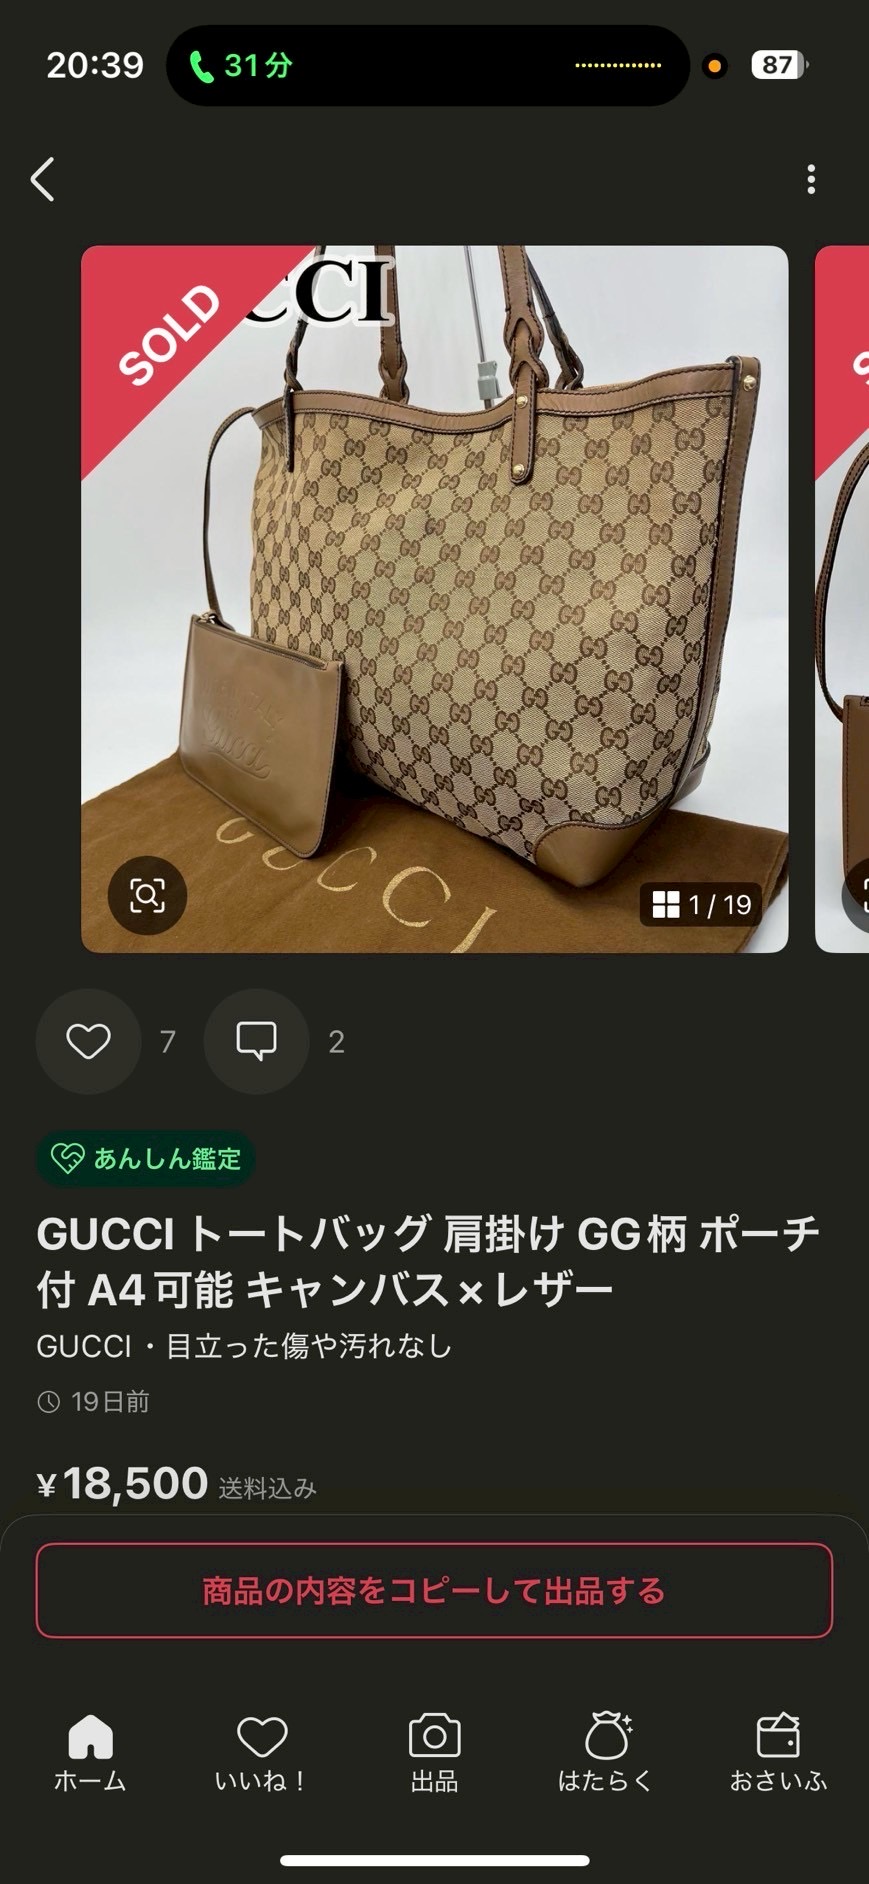 20:39
31分
87
SOLD
CCI
GUCCI
1 / 19
7
2
あんしん鑑定
GUCCI トートバッグ 肩掛け GG柄 ポーチ
付 A4可能 キャンバス×レザー
GUCCI・目立った傷や汚れなし
19日前
¥18,500 送料込み
商品の内容をコピーして出品する
ホーム
いいね！
出品
はたらく
おさいふ